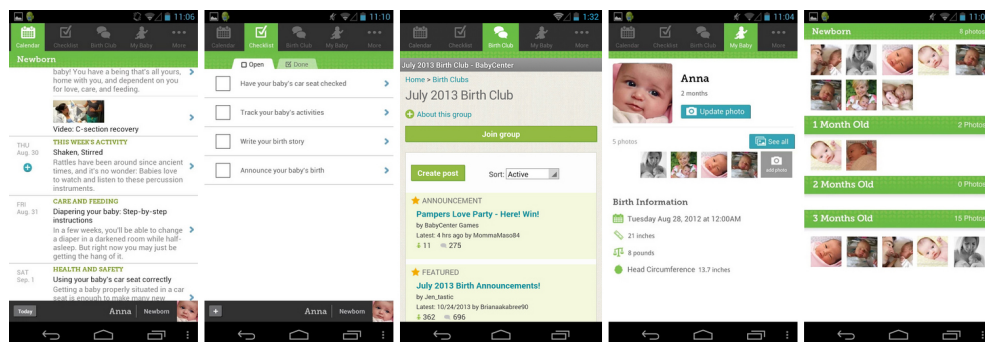 11:06
Calendar
Checklist
Birth Club
My Baby
More
Newborn
baby! You have a being that's all yours,
home with you, and dependent on you
for love, care, and feeding.
Video: C-section recovery
THU
Aug. 30
THIS WEEK'S ACTIVITY
Shaken, Stirred
Rattles have been around since ancient
times, and it's no wonder: Babies love
to watch and listen to these percussion
instruments.
FRI
Aug. 31
CARE AND FEEDING
Diapering your baby: Step-by-step
instructions
In a few weeks, you'll be able to change
a diaper in a darkened room while half-
asleep. But right now you may just be
getting the hang of it.
SAT
Sep. 1
HEALTH AND SAFETY
Using your baby's car seat correctly
Getting a baby properly situated in a car
seat is enough to make many new
Today
Anna
Newborn
11:10
Calendar
Checklist
Birth Club
My Baby
More
Open
Done
Have your baby's car seat checked
Track your baby's activities
Write your birth story
Announce your baby's birth
Anna
Newborn
1:32
Calendar
Checklist
Birth Club
My Baby
More
July 2013 Birth Club - BabyCenter
Home > Birth Clubs
July 2013 Birth Club
About this group
Join group
Create post
Sort: Active
ANNOUNCEMENT
Pampers Love Party - Here! Win!
by BabyCenter Games
Latest: 4 hrs ago by MommaMaso84
11 275
FEATURED
July 2013 Birth Announcements!
by Jen_tastic
Latest: 10/24/2013 by Brianaakabree90
362 696
11:04
Calendar
Checklist
Birth Club
My Baby
More
Anna
2 months
Update photo
5 photos
See all
add photo
Birth Information
Tuesday Aug 28, 2012 at 12:00AM
21 inches
8 pounds
Head Circumference 13.7 inches
Newborn
8 photos
1 Month Old
2 Photos
2 Months Old
0 Photos
3 Months Old
15 Photos